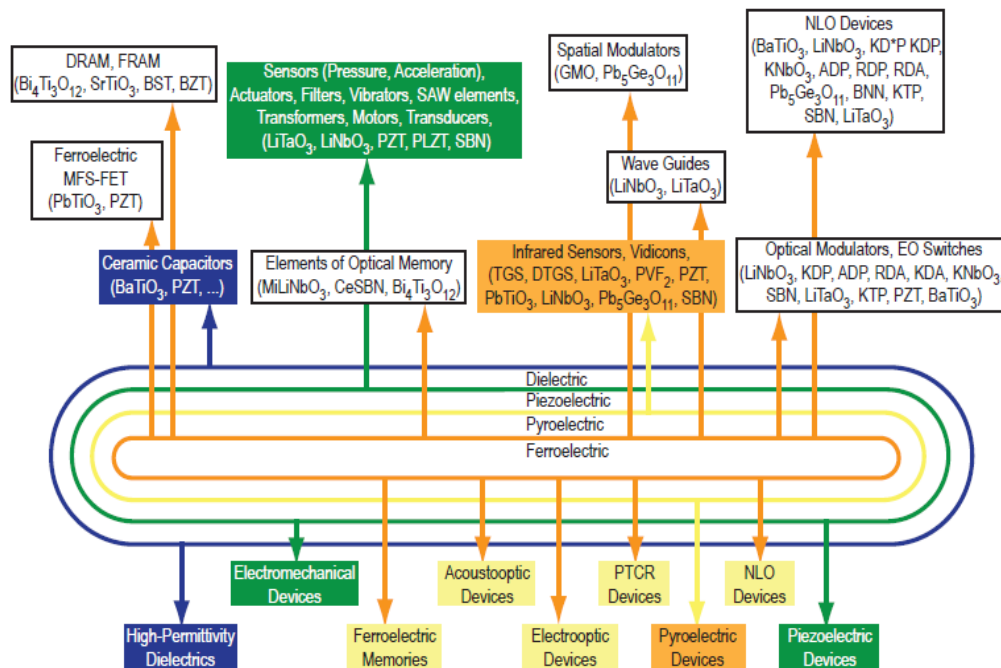 DRAM, FRAM
(Bi4Ti3O12, SrTiO3, BST, BZT)
Sensors (Pressure, Acceleration),
Actuators, Filters, Vibrators, SAW elements,
Transformers, Motors, Transducers,
(LiTaO3, LiNbO3, PZT, PLZT, SBN)
Spatial Modulators
(GMO, Pb5Ge3O11)
NLO Devices
(BaTiO3, LiNbO3, KD*P KDP,
KNbO3, ADP, RDP, RDA,
Pb5Ge3O11, BNN, KTP,
SBN, LiTaO3)
Ferroelectric
MFS-FET
(PbTiO3, PZT)
Wave Guides
(LiNbO3, LiTaO3)
Ceramic Capacitors
(BaTiO3, PZT, ...)
Elements of Optical Memory
(MiLiNbO3, CeSBN, Bi4Ti3O12)
Infrared Sensors, Vidicons,
(TGS, DTGS, LiTaO3, PVF2, PZT,
PbTiO3, LiNbO3, Pb5Ge3O11, SBN)
Optical Modulators, EO Switches
(LiNbO3, KDP, ADP, RDA, KDA, KNbO3,
SBN, LiTaO3, KTP, PZT, BaTiO3)
Dielectric
Piezoelectric
Pyroelectric
Ferroelectric
Electromechanical
Devices
Acoustooptic
Devices
PTCR
Devices
NLO
Devices
High-Permittivity
Dielectrics
Ferroelectric
Memories
Electrooptic
Devices
Pyroelectric
Devices
Piezoelectric
Devices